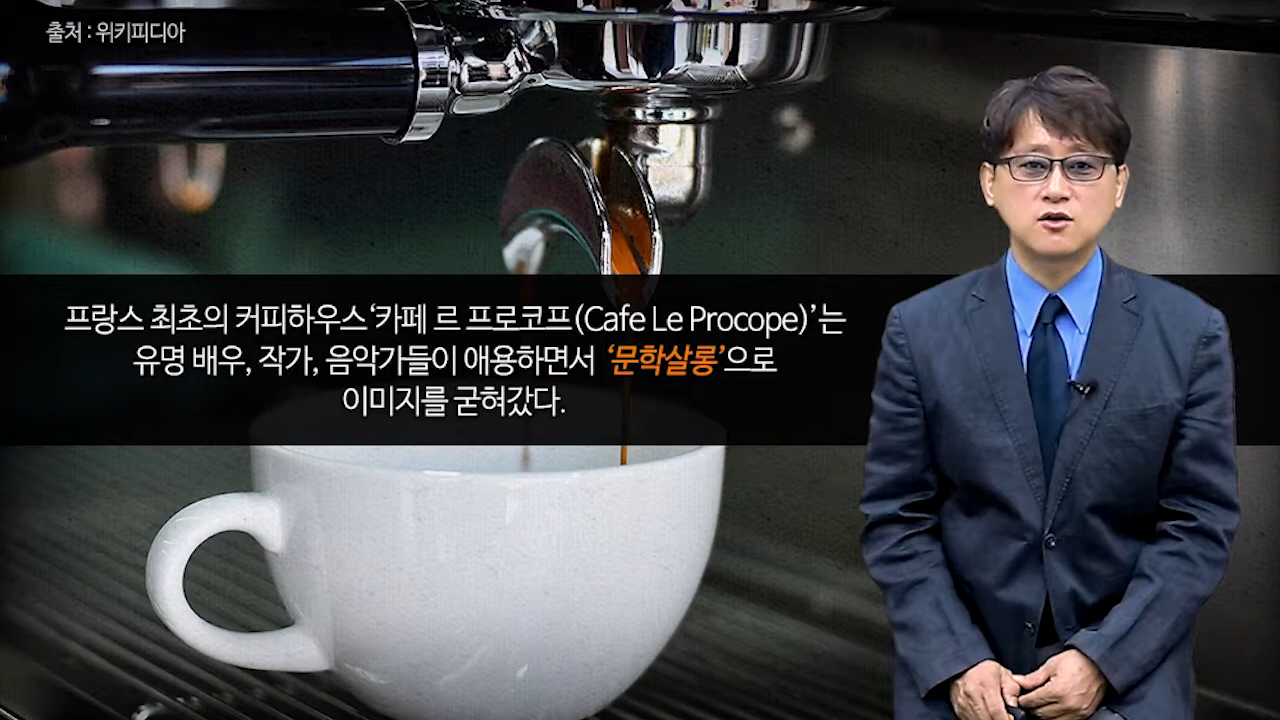 출처 : 위키피디아
프랑스 최초의 커피하우스 ‘카페 르 프로코프(Cafe Le Procope)’는
유명 배우, 작가, 음악가들이 애용하면서 ‘문학살롱’으로
이미지를 굳혀갔다.